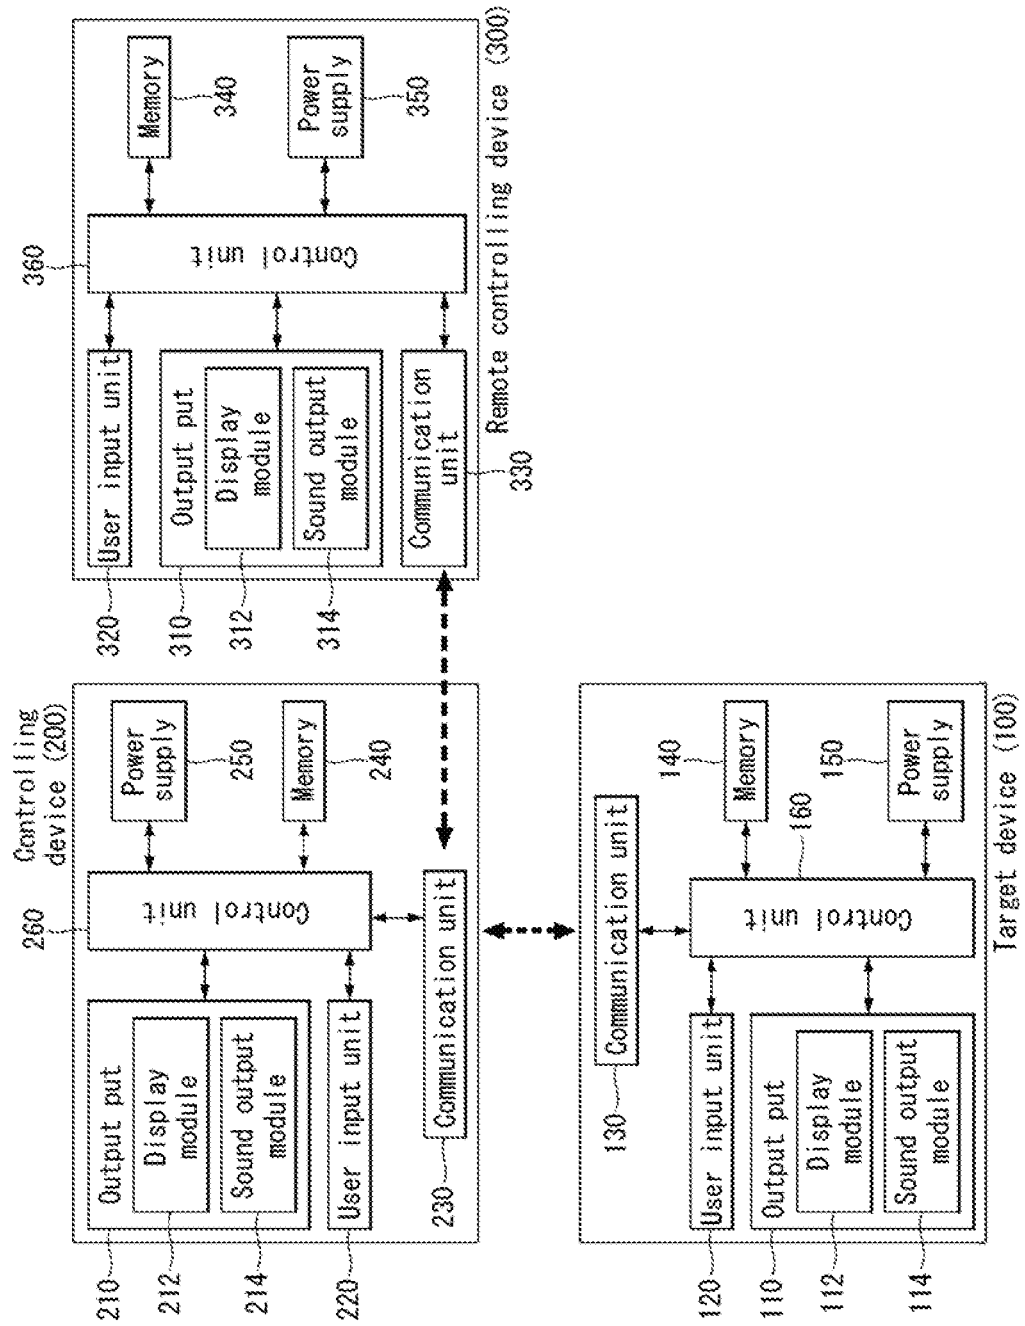 Controlling
device (200)
260
Control unit
Output put
Display
module
Sound output
module
User input unit
Power
supply
250
Memory
240
Communication unit
230
210
212
214
220
Remote controlling device (300)
360
Control unit
User input unit
Output put
Display
module
Sound output
module
Communication
unit
330
Memory
340
Power
supply
350
320
310
312
314
Target device (100)
Communication unit
130
140
Memory
150
Power
supply
160
Control unit
User input unit
Output put
Display
module
Sound output
module
120
110
112
114